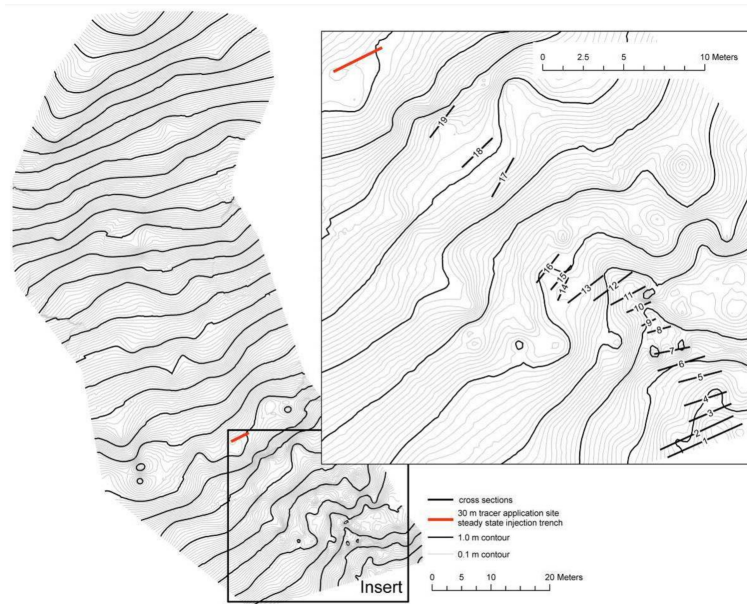 0 2.5 5 10 Meters
19
18
17
16
15
14
13
12
11
10
9
8
7
6
5
4
3
2
1
cross sections
30 m tracer application site
steady state injection trench
1.0 m contour
0.1 m contour
Insert
0 5 10 20 Meters